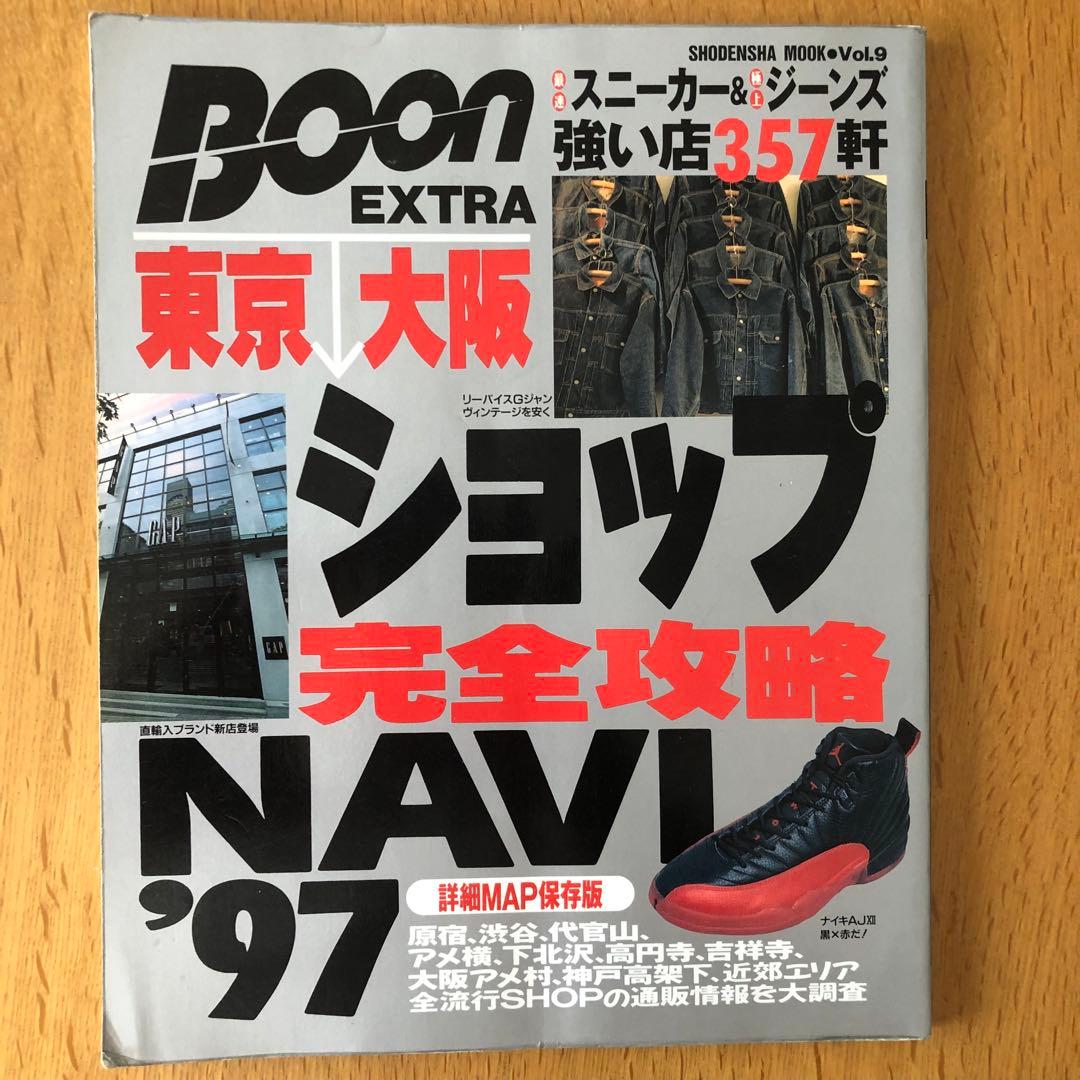 SHODENSHA MOOK●Vol.9
Boon
EXTRA
最速スニーカー&極上ジーンズ
強い店357軒
東京→大阪
リーバイスGジャン
ヴィンテージを安く
ショップ
GAP
GAP
完全攻略
直輸入ブランド新店登場
NAVI
'97
ナイキAJⅫ
黒×赤だ!
詳細MAP保存版
原宿、渋谷、代官山、
アメ横、下北沢、高円寺、吉祥寺、
大阪アメ村、神戸高架下、近郊エリア
全流行SHOPの通販情報を大調査